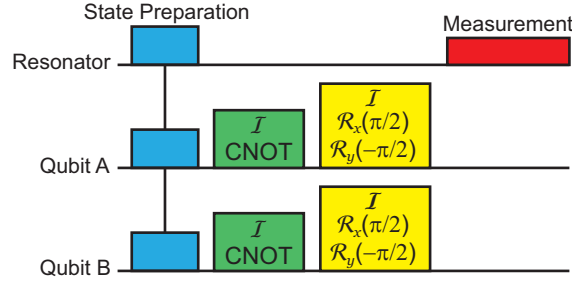 State Preparation
Measurement
Resonator
Qubit A
ℐ
CNOT
ℐ
ℛx(π/2)
ℛy(−π/2)
Qubit B
ℐ
CNOT
ℐ
ℛx(π/2)
ℛy(−π/2)